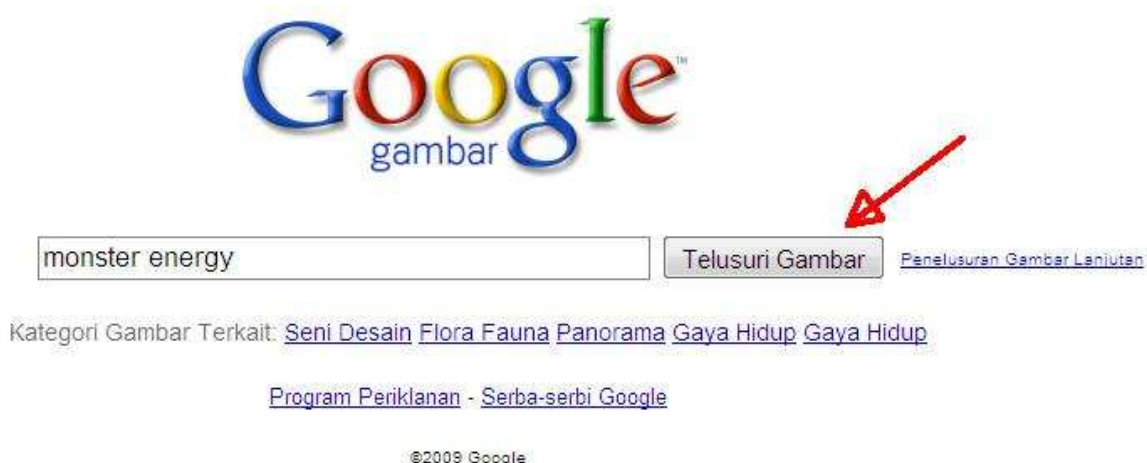 Google™
gambar
monster energy Telusuri Gambar Penelusuran Gambar Lanjutan
Kategori Gambar Terkait: Seni Desain Flora Fauna Panorama Gaya Hidup Gaya Hidup
Program Periklanan - Serba-serbi Google
©2009 Google